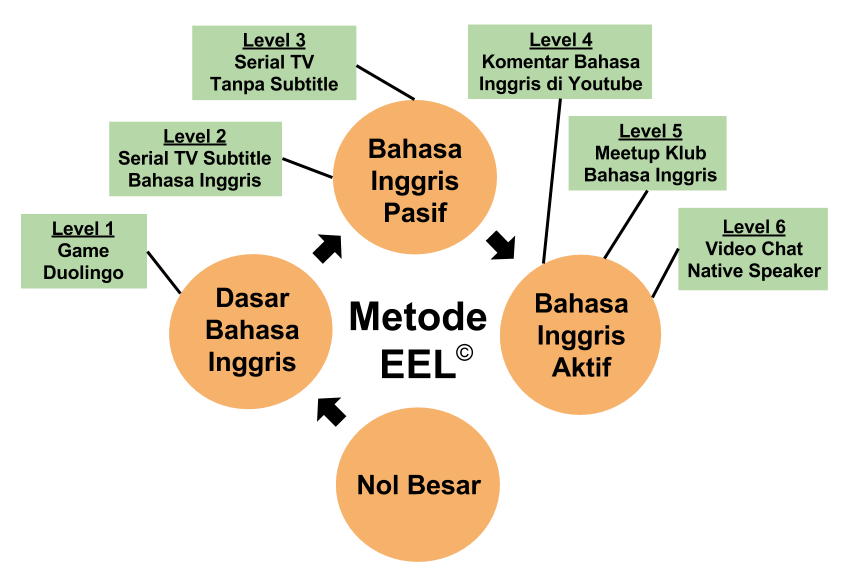 Level 3
Serial TV
Tanpa Subtitle
Level 4
Komentar Bahasa
Inggris di Youtube
Level 2
Serial TV Subtitle
Bahasa Inggris
Level 5
Meetup Klub
Bahasa Inggris
Level 1
Game
Duolingo
Level 6
Video Chat
Native Speaker
Bahasa
Inggris
Pasif
Dasar
Bahasa
Inggris
Metode
EEL©
Bahasa
Inggris
Aktif
Nol Besar